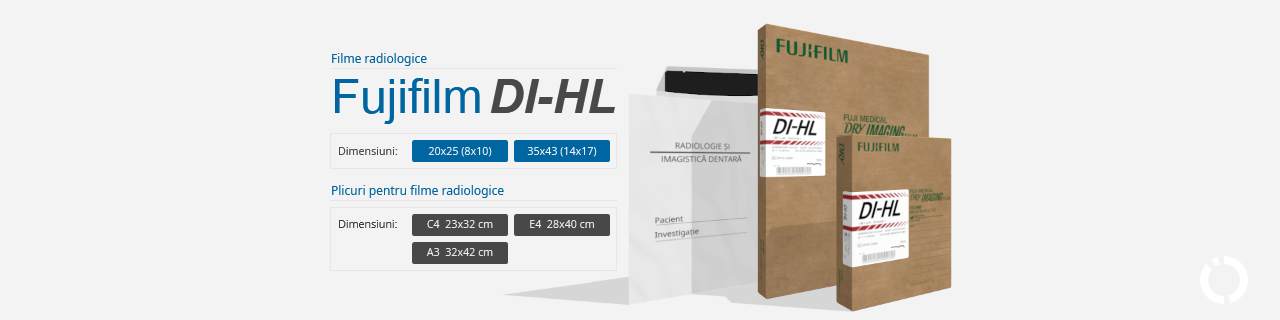 Filme radiologice
Fujifilm DI-HL
Dimensiuni: 20x25 (8x10) 35x43 (14x17)
Plicuri pentru filme radiologice
Dimensiuni: C4 23x32 cm E4 28x40 cm
A3 32x42 cm
RADIOLOGIE ȘI
IMAGISTICĂ DENTARĂ
Pacient
Investigație
DRY
FUJIFILM
DI-HL
FUJI MEDICAL
DRY IMAGING
DRY
FUJIFILM
DI-HL
FUJI MEDICAL
DRY IMAGING